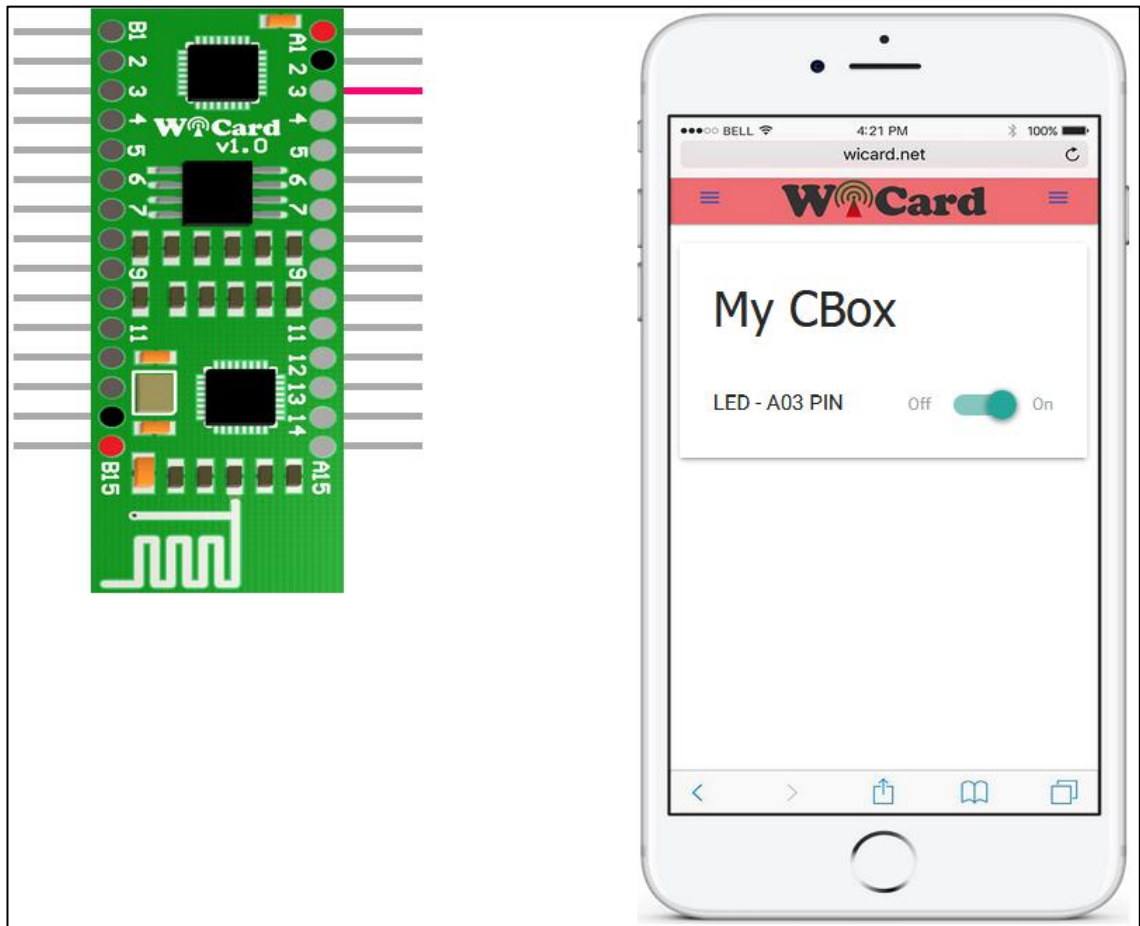 B1 A1
2 2
3 3
4 4
WiCard
v1.0
5 5
6 6
7 7
9 9
11 11
12
13
14
B15 A15
BELL 4:21 PM 100%
wicard.net
WiCard
My CBox
LED - A03 PIN Off On